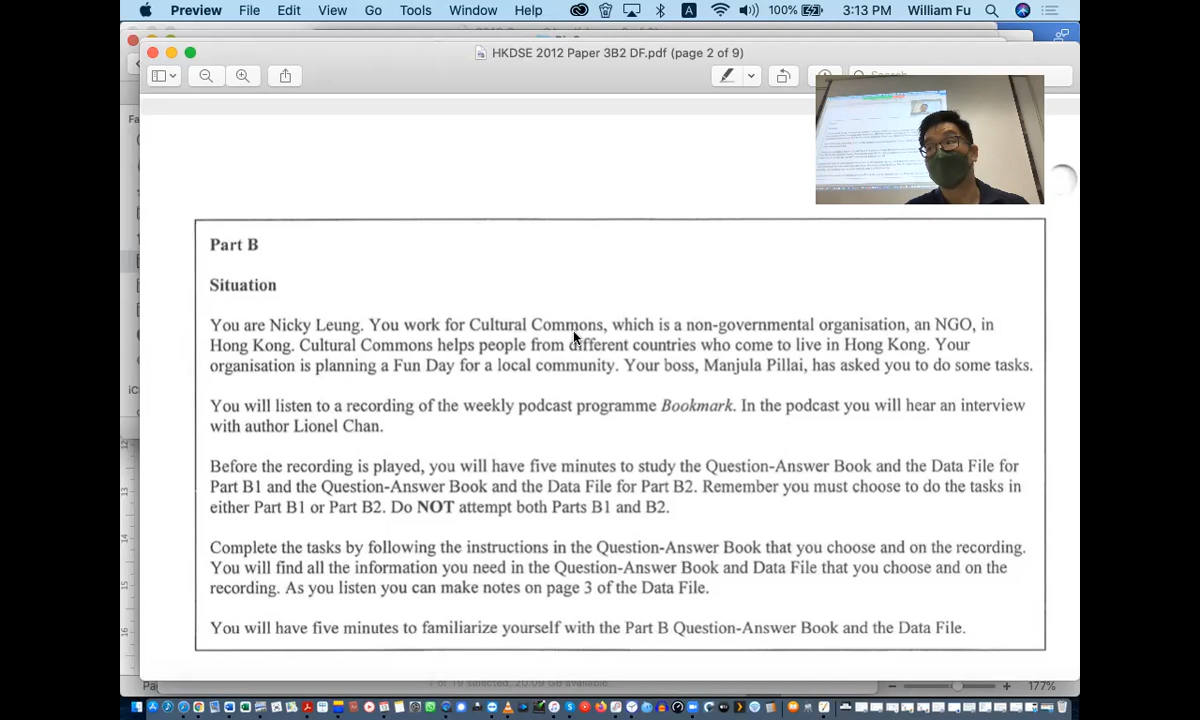 Preview File Edit View Go Tools Window Help 100% 3:13 PM William Fu
HKDSE 2012 Paper 3B2 DF.pdf (page 2 of 9)
Search
Part B
Situation
You are Nicky Leung. You work for Cultural Commons, which is a non-governmental organisation, an NGO, in
Hong Kong. Cultural Commons helps people from different countries who come to live in Hong Kong. Your
organisation is planning a Fun Day for a local community. Your boss, Manjula Pillai, has asked you to do some tasks.
You will listen to a recording of the weekly podcast programme Bookmark. In the podcast you will hear an interview
with author Lionel Chan.
Before the recording is played, you will have five minutes to study the Question-Answer Book and the Data File for
Part B1 and the Question-Answer Book and the Data File for Part B2. Remember you must choose to do the tasks in
either Part B1 or Part B2. Do NOT attempt both Parts B1 and B2.
Complete the tasks by following the instructions in the Question-Answer Book that you choose and on the recording.
You will find all the information you need in the Question-Answer Book and Data File that you choose and on the
recording. As you listen you can make notes on page 3 of the Data File.
You will have five minutes to familiarize yourself with the Part B Question-Answer Book and the Data File.
177%